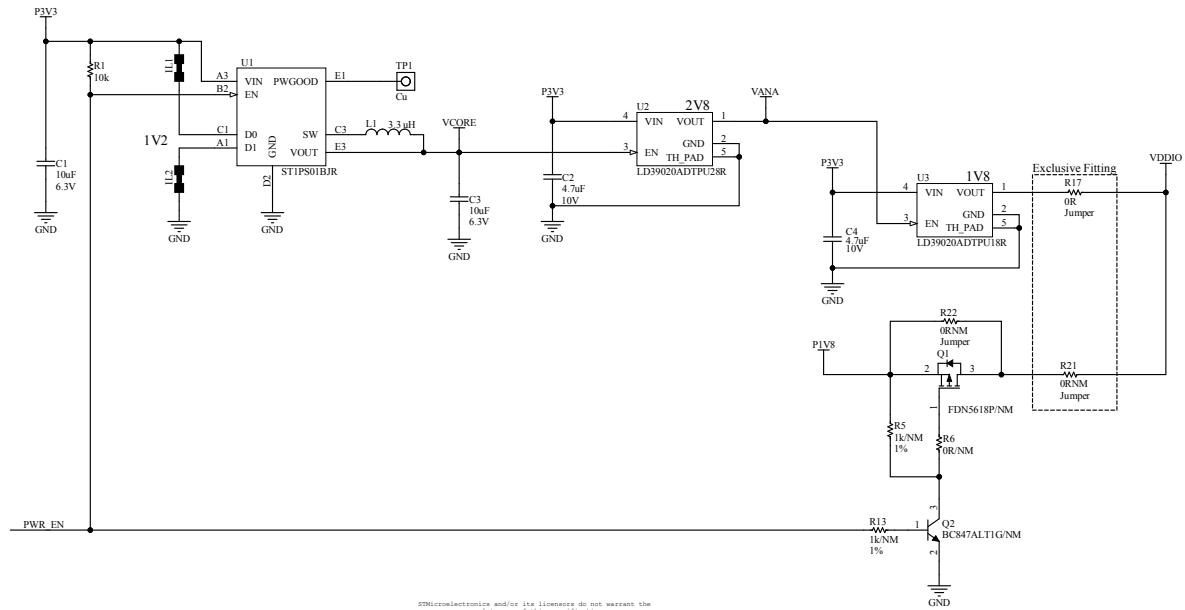 P3V3
R1
10k
IL1
U1
A3
VIN
PWGOOD
E1
TP1
Cu
B2
EN
1V2
C1
D0
SW
C3
L1
3.3 uH
A1
D1
GND
VOUT
E3
VCORE
ST1PS01BJR
D2
IL2
C1
10uF
6.3V
GND
GND
GND
C3
10uF
6.3V
GND
P3V3
U2
2V8
4
VIN
VOUT
1
VANA
GND
2
3
EN
TH_PAD
5
LD39020ADTPU28R
C2
4.7uF
10V
GND
P3V3
U3
1V8
4
VIN
VOUT
1
GND
2
3
EN
TH_PAD
5
LD39020ADTPU18R
C4
4.7uF
10V
GND
Exclusive Fitting
R17
0R
Jumper
VDDIO
R22
0RNM
Jumper
P1V8
Q1
2
3
1
FDN5618P/NM
R21
0RNM
Jumper
R5
1k/NM
1%
R6
0R/NM
PWR_EN
R13
1k/NM
1%
1
3
Q2
BC847ALT1G/NM
2
GND
STMicroelectronics and/or its licensors do not warrant the